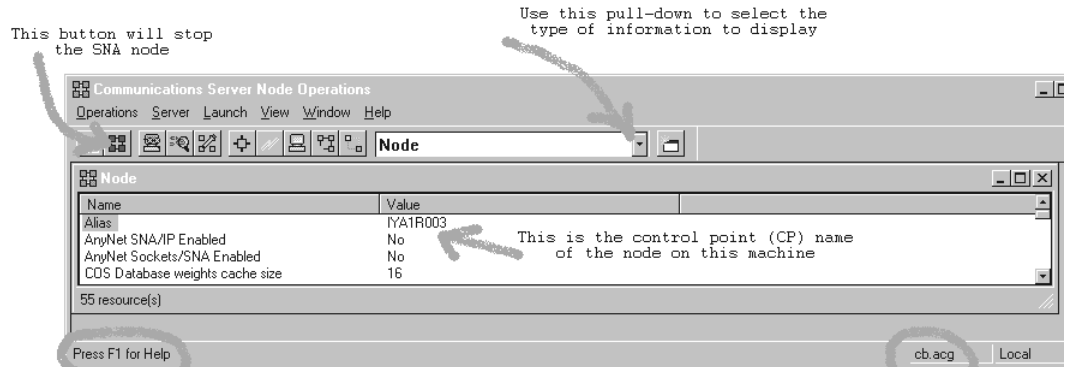 Use this pull-down to select the
type of information to display
This button will stop
the SNA node
Communications Server Node Operations
Operations Server Launch View Window Help
Node
Node
Name Value
Alias IYA1R003
AnyNet SNA/IP Enabled No
AnyNet Sockets/SNA Enabled No
COS Database weights cache size 16
This is the control point (CP) name
of the node on this machine
55 resource(s)
Press F1 for Help cb.acg Local